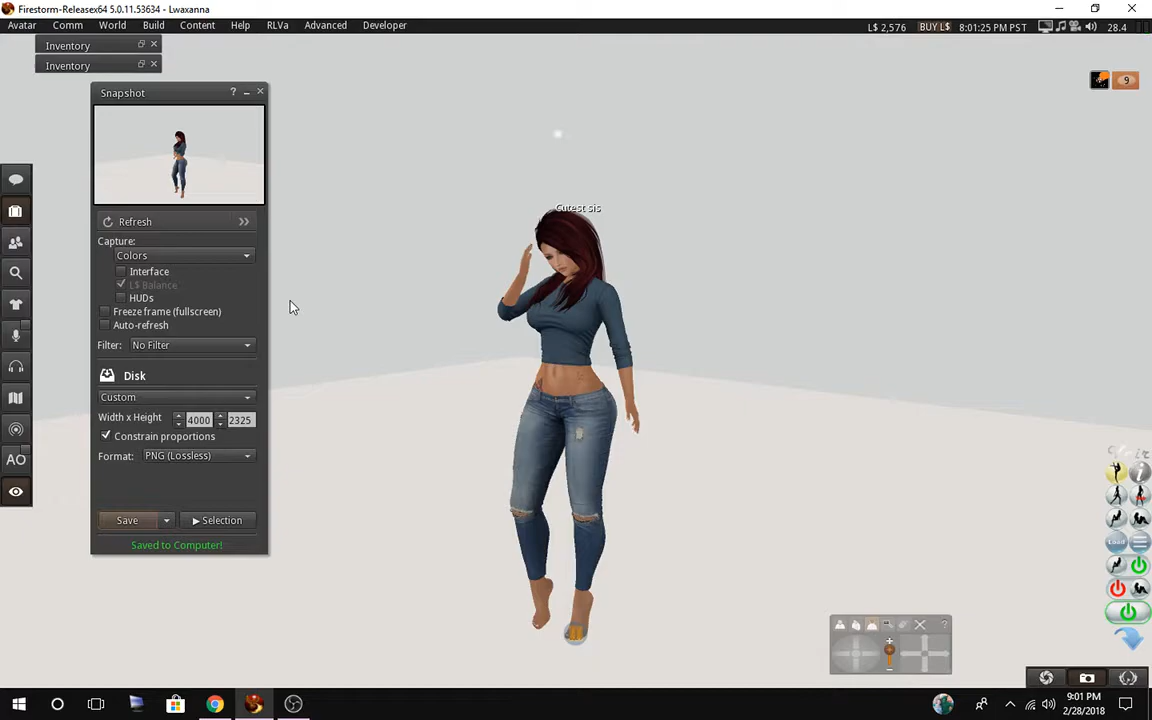 Firestorm-Releasex64 5.0.11.53634 - Lwaxanna
Avatar Comm World Build Content Help RLVa Advanced Developer
L$ 2,576 BUY L$ 8:01:25 PM PST 28.4
Inventory
Inventory
9
Snapshot ?
Cutest sis
Refresh
Capture:
Colors
Interface
L$ Balance
HUDs
Freeze frame (fullscreen)
Auto-refresh
Filter: No Filter
Disk
Custom
Width x Height 4000 2325
Constrain proportions
Format: PNG (Lossless)
AO
Save Selection
Saved to Computer!
Load
?
9:01 PM
2/28/2018